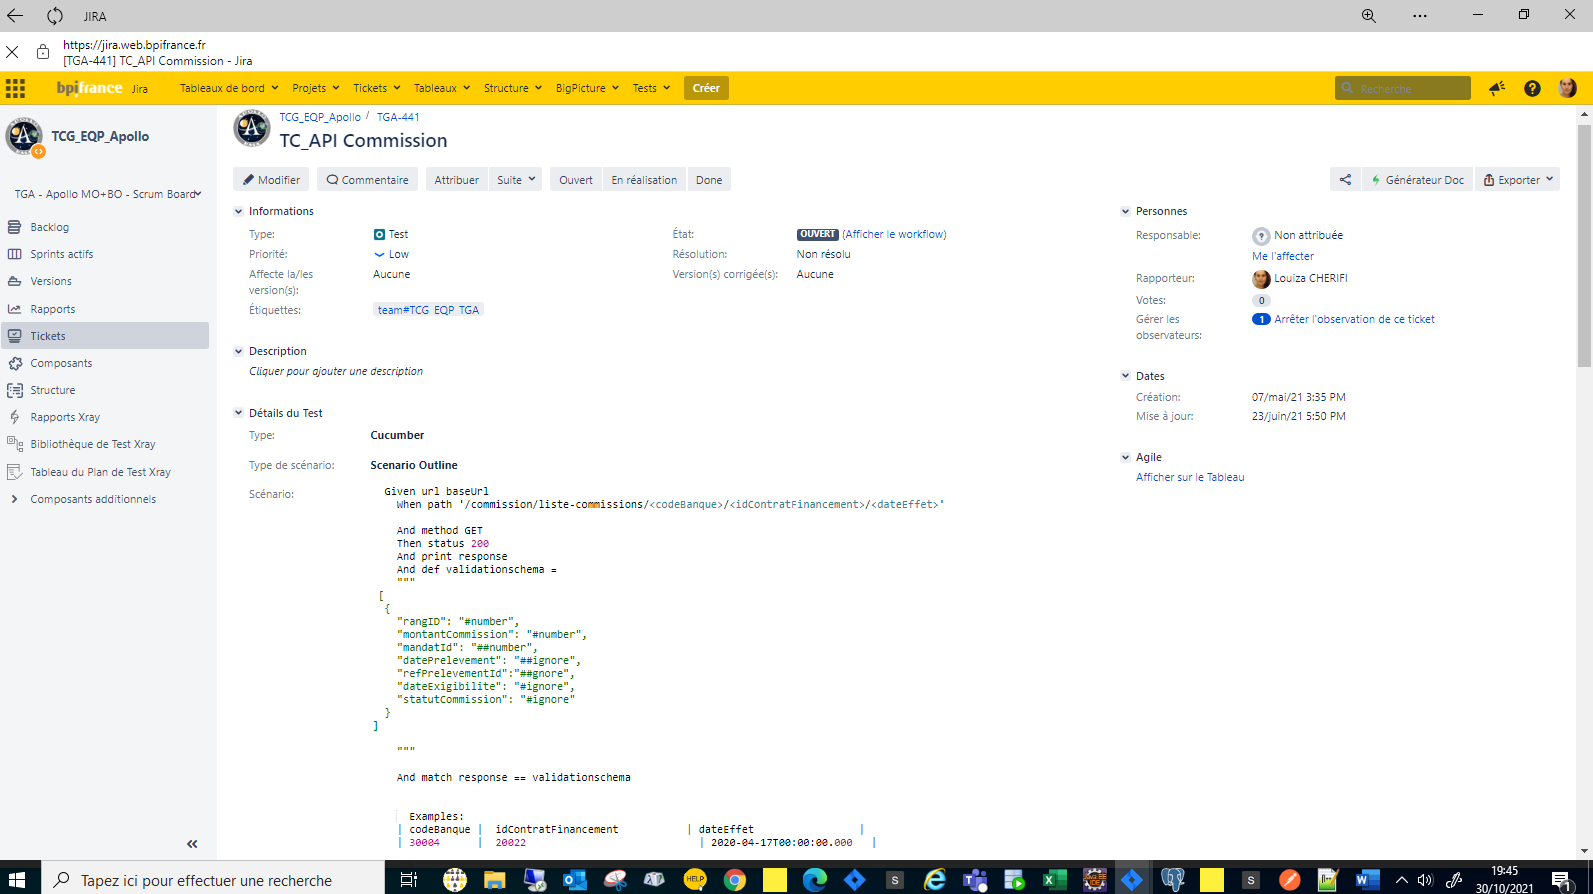 JIRA
https://jira.web.bpifrance.fr
[TGA-441] TC_API Commission - Jira
bpifrance Jira Tableaux de bord Projets Tickets Tableaux Structure BigPicture Tests Créer Recherche
TCG_EQP_Apollo
TGA - Apollo MO+BO - Scrum Board
Backlog
Sprints actifs
Versions
Rapports
Tickets
Composants
Structure
Rapports Xray
Bibliothèque de Test Xray
Tableau du Plan de Test Xray
Composants additionnels
TCG_EQP_Apollo / TGA-441
TC_API Commission
Modifier Commentaire Attribuer Suite Ouvert En réalisation Done Générateur Doc Exporter
Informations
Type: Test
État: OUVERT (Afficher le workflow)
Priorité: Low
Résolution: Non résolu
Affecte la/les version(s): Aucune
Version(s) corrigée(s): Aucune
Étiquettes: team#TCG_EQP_TGA
Description
Cliquer pour ajouter une description
Détails du Test
Type: Cucumber
Type de scénario: Scenario Outline
Scénario:
Given url baseUrl
When path '/commission/liste-commissions/<codeBanque>/<idContratFinancement>/<dateEffet>'
And method GET
Then status 200
And print response
And def validationschema =
"""
[
{
"rangID": "#number",
"montantCommission": "#number",
"mandatId": "##number",
"datePrelevement": "##ignore",
"refPrelevementId":"##gnore",
"dateExigibilite": "#ignore",
"statutCommission": "#ignore"
}
]
"""
And match response == validationschema
Examples:
| codeBanque | idContratFinancement | dateEffet |
| 30004 | 20022 | 2020-04-17T00:00:00.000 |
Personnes
Responsable: Non attribuée
Me l'affecter
Rapporteur: Louiza CHERIFI
Votes: 0
Gérer les observateurs: 1 Arrêter l'observation de ce ticket
Dates
Création: 07/mai/21 3:35 PM
Mise à jour: 23/juin/21 5:50 PM
Agile
Afficher sur le Tableau
Tapez ici pour effectuer une recherche
HELP
S
S
19:45
30/10/2021
1